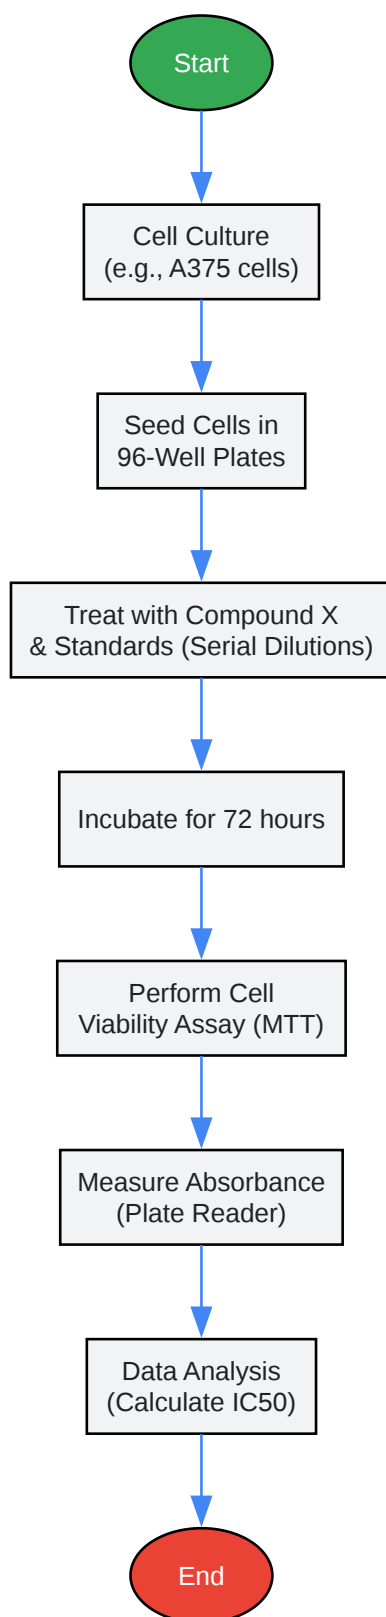 Start
Cell Culture
(e.g., A375 cells)
Seed Cells in
96-Well Plates
Treat with Compound X
& Standards (Serial Dilutions)
Incubate for 72 hours
Perform Cell
Viability Assay (MTT)
Measure Absorbance
(Plate Reader)
Data Analysis
(Calculate IC50)
End